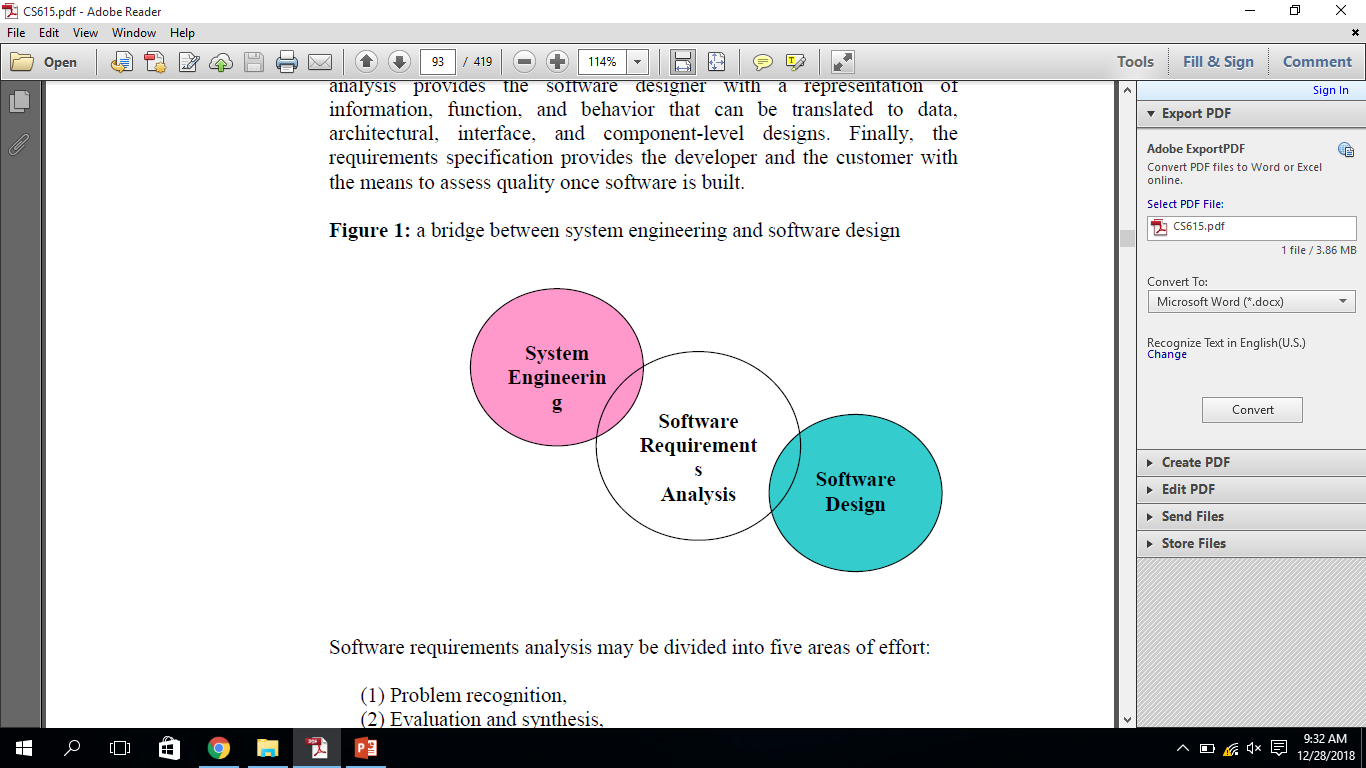 CS615.pdf - Adobe Reader
File Edit View Window Help
Open 93 / 419 114% Tools Fill & Sign Comment
analysis provides the software designer with a representation of
information, function, and behavior that can be translated to data,
architectural, interface, and component-level designs. Finally, the
requirements specification provides the developer and the customer with
the means to assess quality once software is built.
Figure 1: a bridge between system engineering and software design
System
Engineerin
g
Software
Requirement
s
Analysis
Software
Design
Software requirements analysis may be divided into five areas of effort:
(1) Problem recognition,
(2) Evaluation and synthesis,
Sign In
Export PDF
Adobe ExportPDF
Convert PDF files to Word or Excel
online.
Select PDF File:
CS615.pdf
1 file / 3.86 MB
Convert To:
Microsoft Word (*.docx)
Recognize Text in English(U.S.)
Change
Convert
Create PDF
Edit PDF
Send Files
Store Files
9:32 AM
12/28/2018